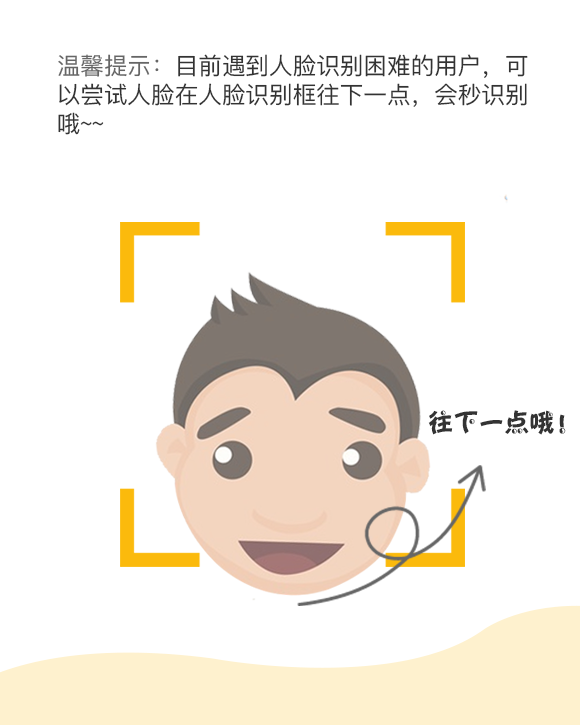 温馨提示：目前遇到人脸识别困难的用户，可
以尝试人脸在人脸识别框往下一点，会秒识别
哦~~
往下一点哦！